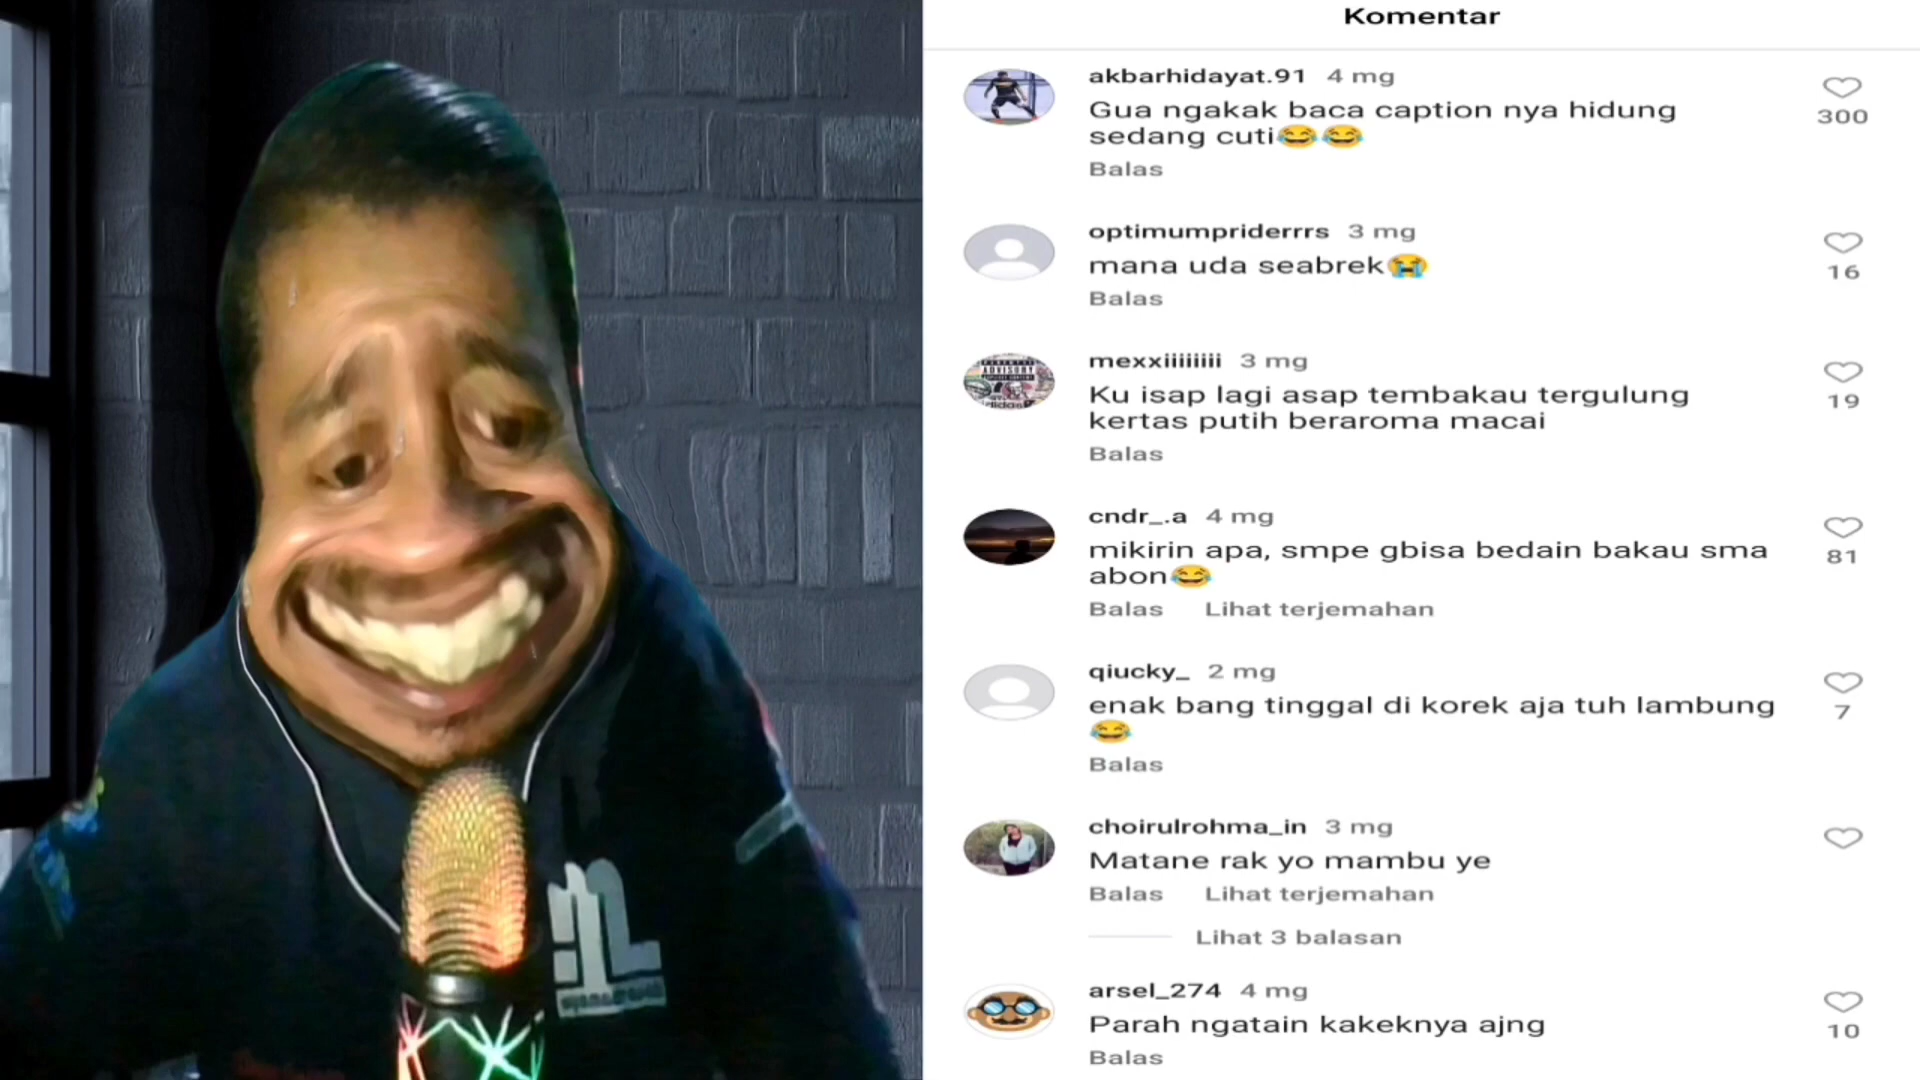 Komentar
akbarhidayat.91 4 mg
Gua ngakak baca caption nya hidung
sedang cuti😂😂
300
Balas
optimumpriderrrs 3 mg
mana uda seabrek😭
16
Balas
mexxiiiiiiiii 3 mg
Ku isap lagi asap tembakau tergulung
kertas putih beraroma macai
19
Balas
cndr_.a 4 mg
mikirin apa, smpe gbisa bedain bakau sma
abon😂
81
Balas Lihat terjemahan
qiucky_ 2 mg
enak bang tinggal di korek aja tuh lambung
😂
7
Balas
choirulrohma_in 3 mg
Matane rak yo mambu ye
Balas Lihat terjemahan
Lihat 3 balasan
arsel_274 4 mg
Parah ngatain kakeknya ajng
10
Balas
ADVISORY